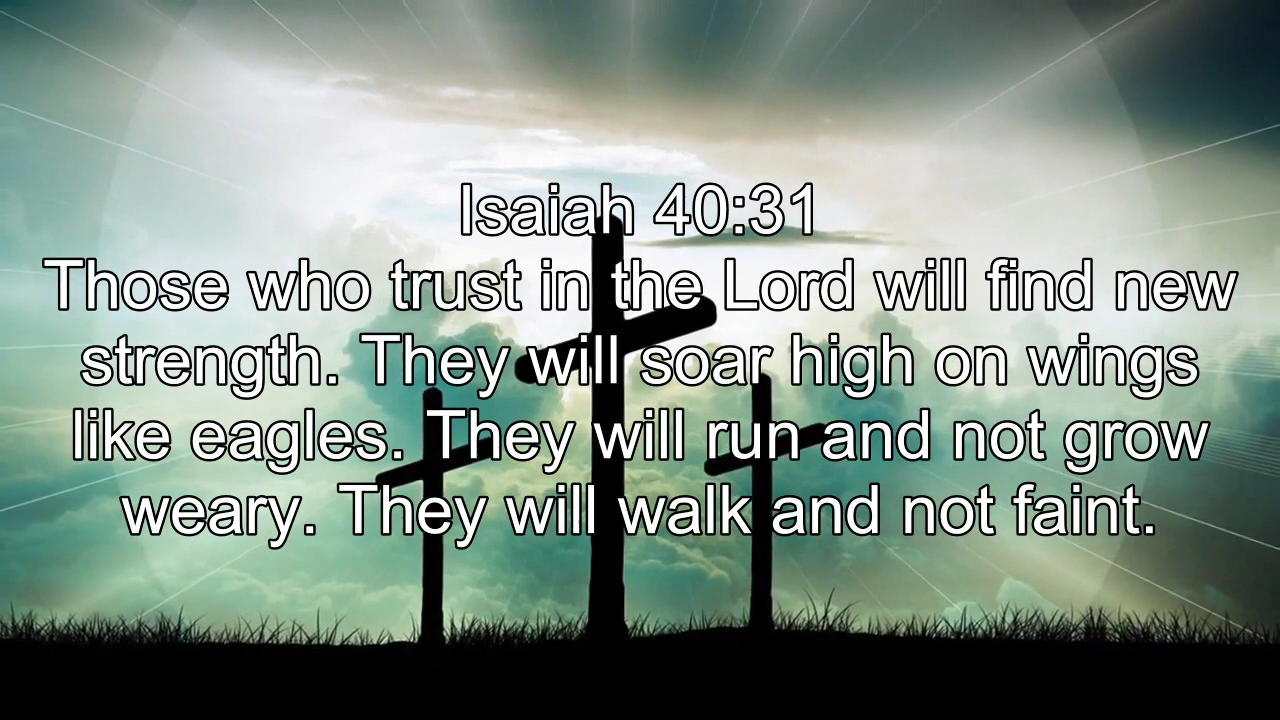 Isaiah 40:31
Those who trust in the Lord will find new
strength. They will soar high on wings
like eagles. They will run and not grow
weary. They will walk and not faint.